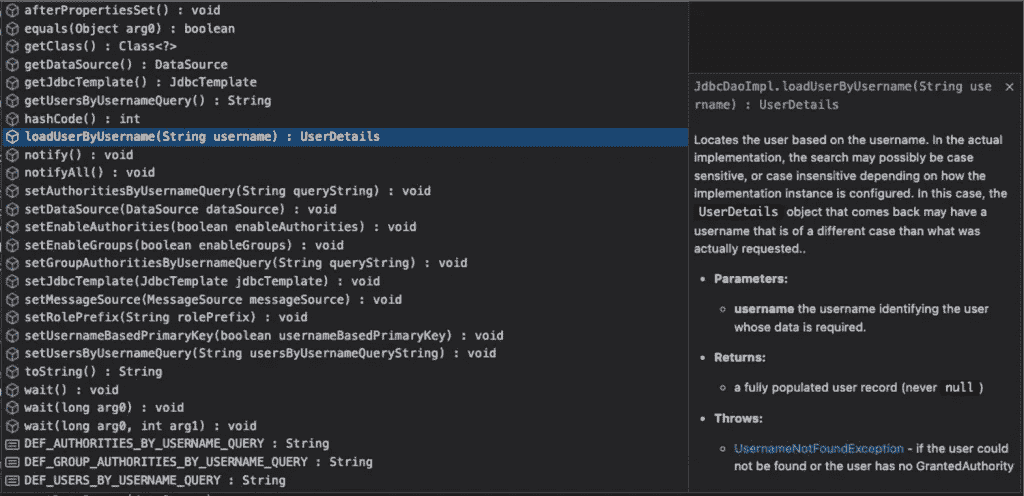 afterPropertiesSet() : void
equals(Object arg0) : boolean
getClass() : Class<?>
getDataSource() : DataSource
getJdbcTemplate() : JdbcTemplate
getUsersByUsernameQuery() : String
hashCode() : int
loadUserByUsername(String username) : UserDetails
notify() : void
notifyAll() : void
setAuthoritiesByUsernameQuery(String queryString) : void
setDataSource(DataSource dataSource) : void
setEnableAuthorities(boolean enableAuthorities) : void
setEnableGroups(boolean enableGroups) : void
setGroupAuthoritiesByUsernameQuery(String queryString) : void
setJdbcTemplate(JdbcTemplate jdbcTemplate) : void
setMessageSource(MessageSource messageSource) : void
setRolePrefix(String rolePrefix) : void
setUsernameBasedPrimaryKey(boolean usernameBasedPrimaryKey) : void
setUsersByUsernameQuery(String usersByUsernameQueryString) : void
toString() : String
wait() : void
wait(long arg0) : void
wait(long arg0, int arg1) : void
DEF_AUTHORITIES_BY_USERNAME_QUERY : String
DEF_GROUP_AUTHORITIES_BY_USERNAME_QUERY : String
DEF_USERS_BY_USERNAME_QUERY : String
JdbcDaoImpl.loadUserByUsername(String use
rname) : UserDetails
Locates the user based on the username. In the actual
implementation, the search may possibly be case
sensitive, or case insensitive depending on how the
implementation instance is configured. In this case, the
UserDetails object that comes back may have a
username that is of a different case than what was
actually requested..
• Parameters:
◦ username the username identifying the user
whose data is required.
• Returns:
◦ a fully populated user record (never null)
• Throws:
◦ UsernameNotFoundException - if the user could
not be found or the user has no GrantedAuthority